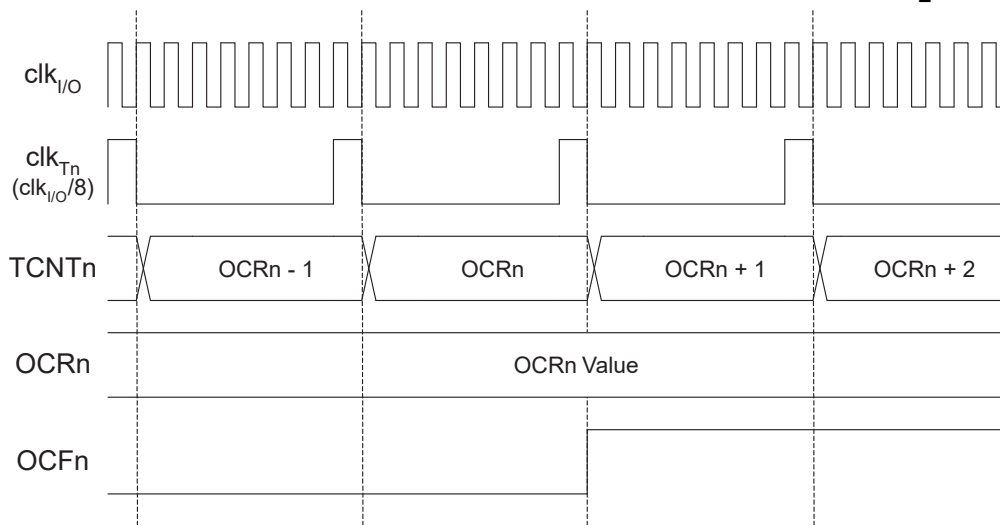 clkI/O
clkTn
(clkI/O/8)
TCNTn
OCRn - 1
OCRn
OCRn + 1
OCRn + 2
OCRn
OCRn Value
OCFn